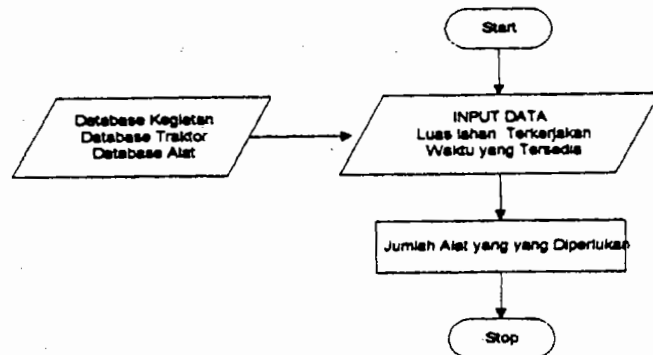 Start
Database Kegiatan
Database Traktor
Database Alat
INPUT DATA
Luas lahan Terkerjakan
Waktu yang Tersedia
Jumlah Alat yang yang Diperlukan
Stop